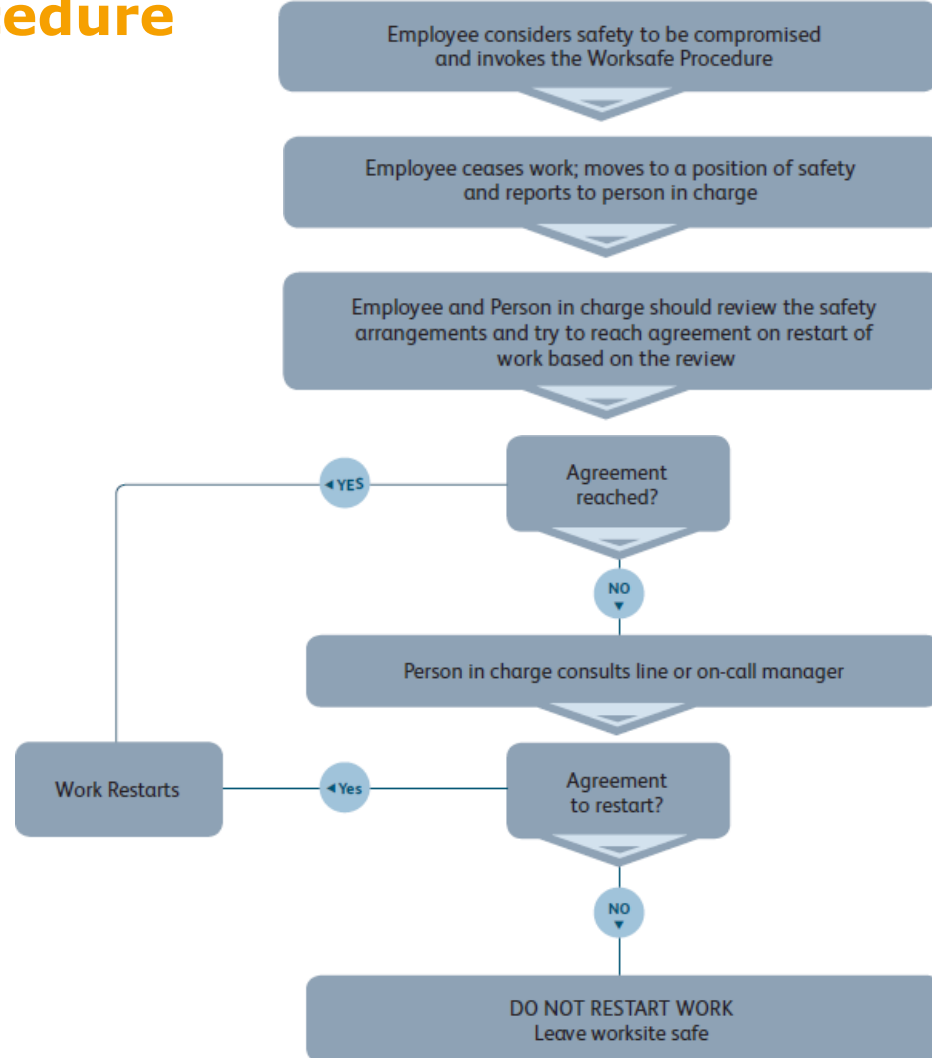 edure
Employee considers safety to be compromised
and invokes the Worksafe Procedure
Employee ceases work; moves to a position of safety
and reports to person in charge
Employee and Person in charge should review the safety
arrangements and try to reach agreement on restart of
work based on the review
Agreement
reached?
YES
NO
Person in charge consults line or on-call manager
Agreement
to restart?
Yes
Work Restarts
NO
DO NOT RESTART WORK
Leave worksite safe